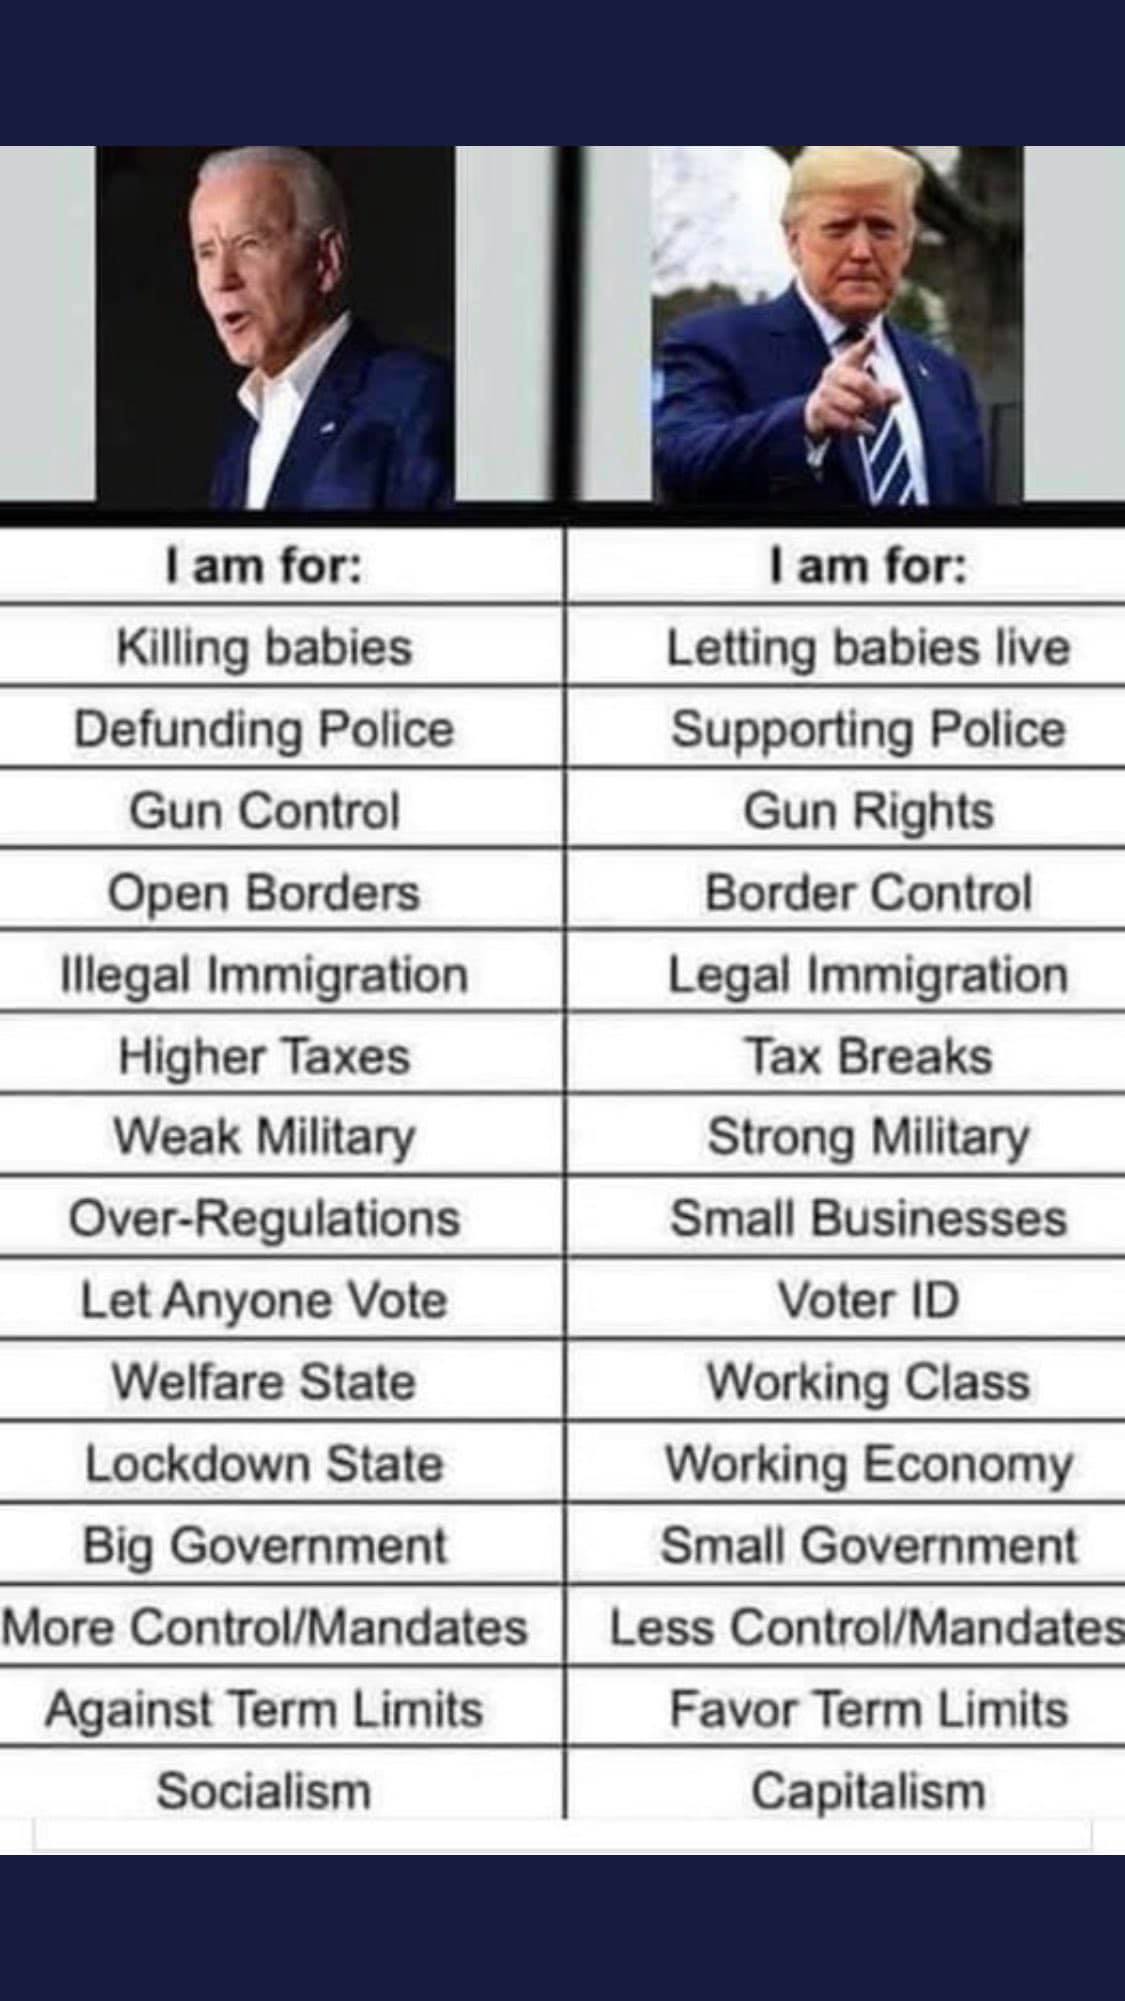 I am for: I am for:
Killing babies Letting babies live
Defunding Police Supporting Police
Gun Control Gun Rights
Open Borders Border Control
Illegal Immigration Legal Immigration
Higher Taxes Tax Breaks
Weak Military Strong Military
Over-Regulations Small Businesses
Let Anyone Vote Voter ID
Welfare State Working Class
Lockdown State Working Economy
Big Government Small Government
More Control/Mandates Less Control/Mandates
Against Term Limits Favor Term Limits
Socialism Capitalism